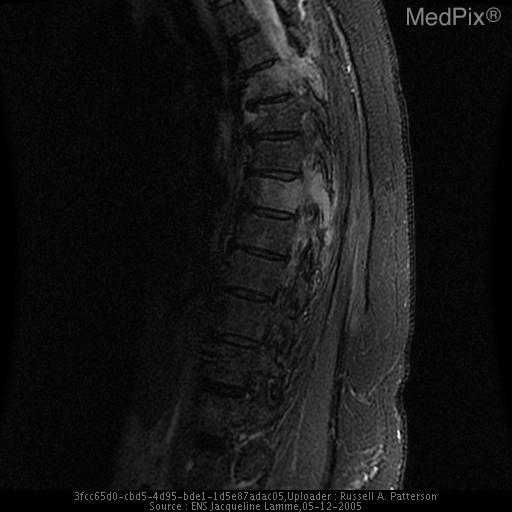 MedPix®
3fcc65d0-cbd5-4d95-bde1-1d5e87adac05,Uploader : Russell A. Patterson
Source : ENS Jacqueline Lamme,05-12-2005